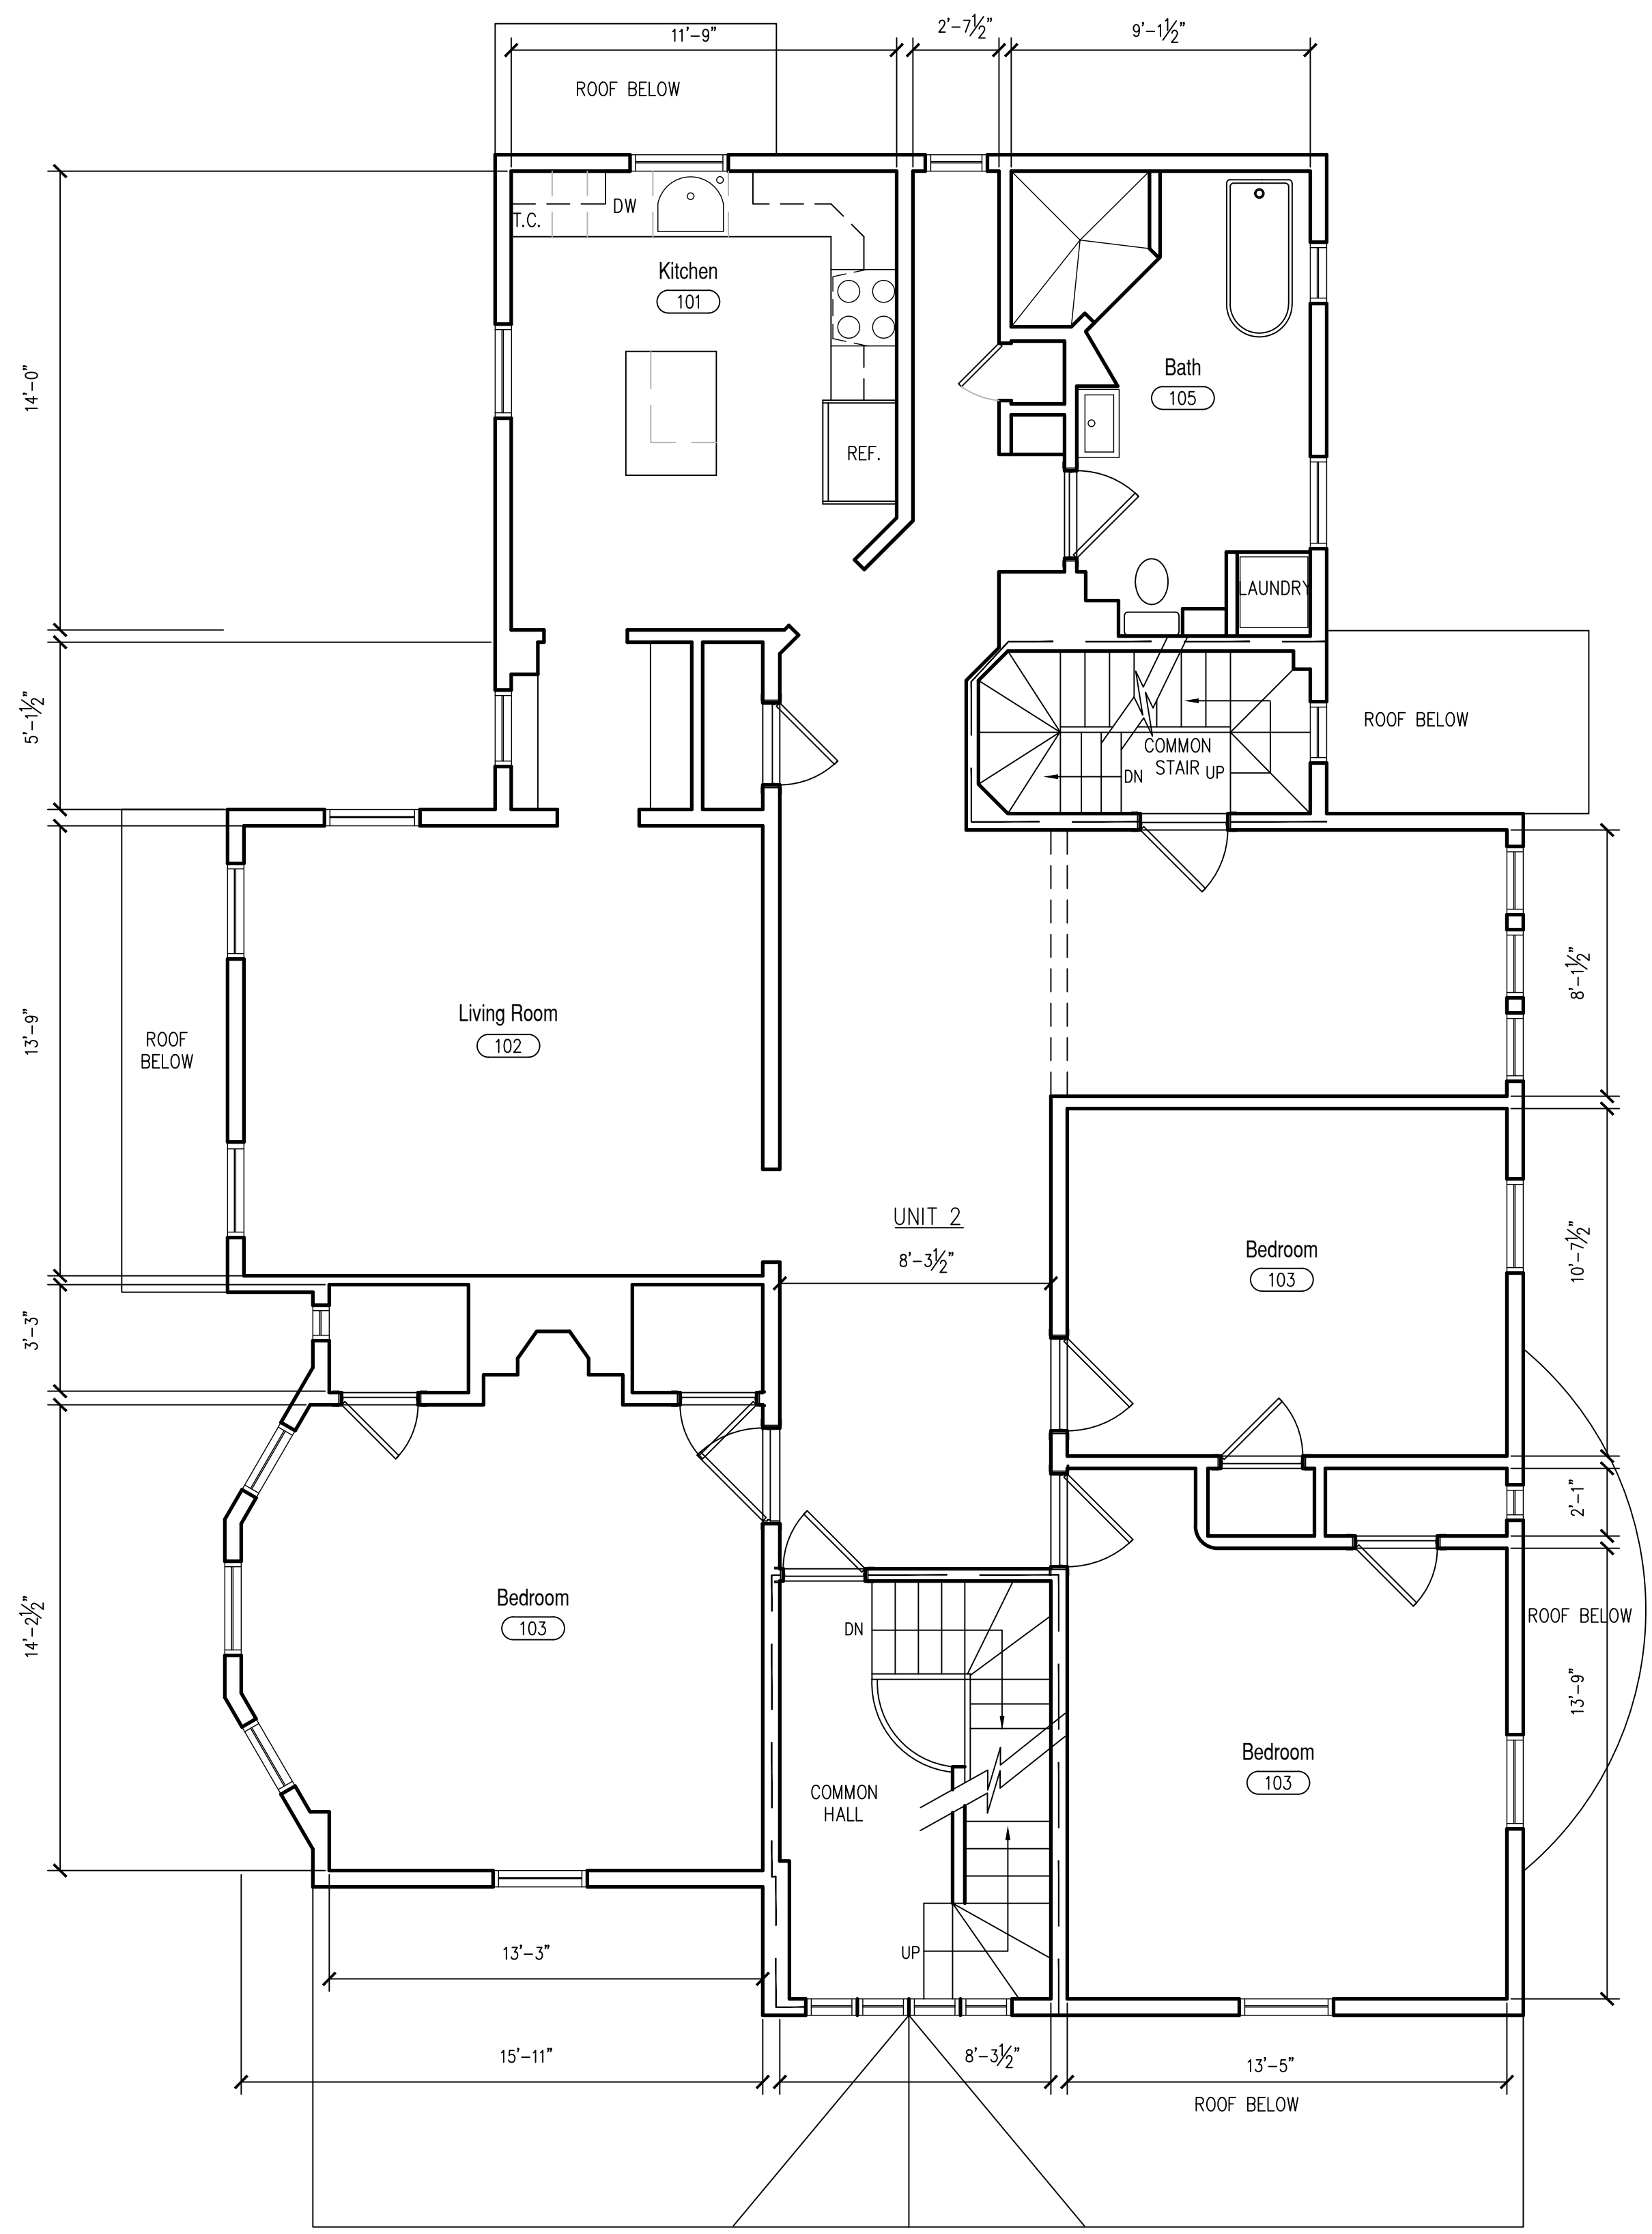 11'-9"
2'-7½"
9'-1½"
ROOF BELOW
T.C.
DW
Kitchen
101
14'-0"
Bath
105
REF.
LAUNDRY
5'-1½"
ROOF BELOW
COMMON
STAIR
DN
UP
8'-1½"
13'-9"
Living Room
102
ROOF
BELOW
UNIT 2
8'-3½"
Bedroom
103
10'-7½"
3'-3"
2'-1"
14'-2½"
Bedroom
103
DN
ROOF BELOW
13'-9"
Bedroom
103
COMMON
HALL
UP
13'-3"
15'-11"
8'-3½"
13'-5"
ROOF BELOW